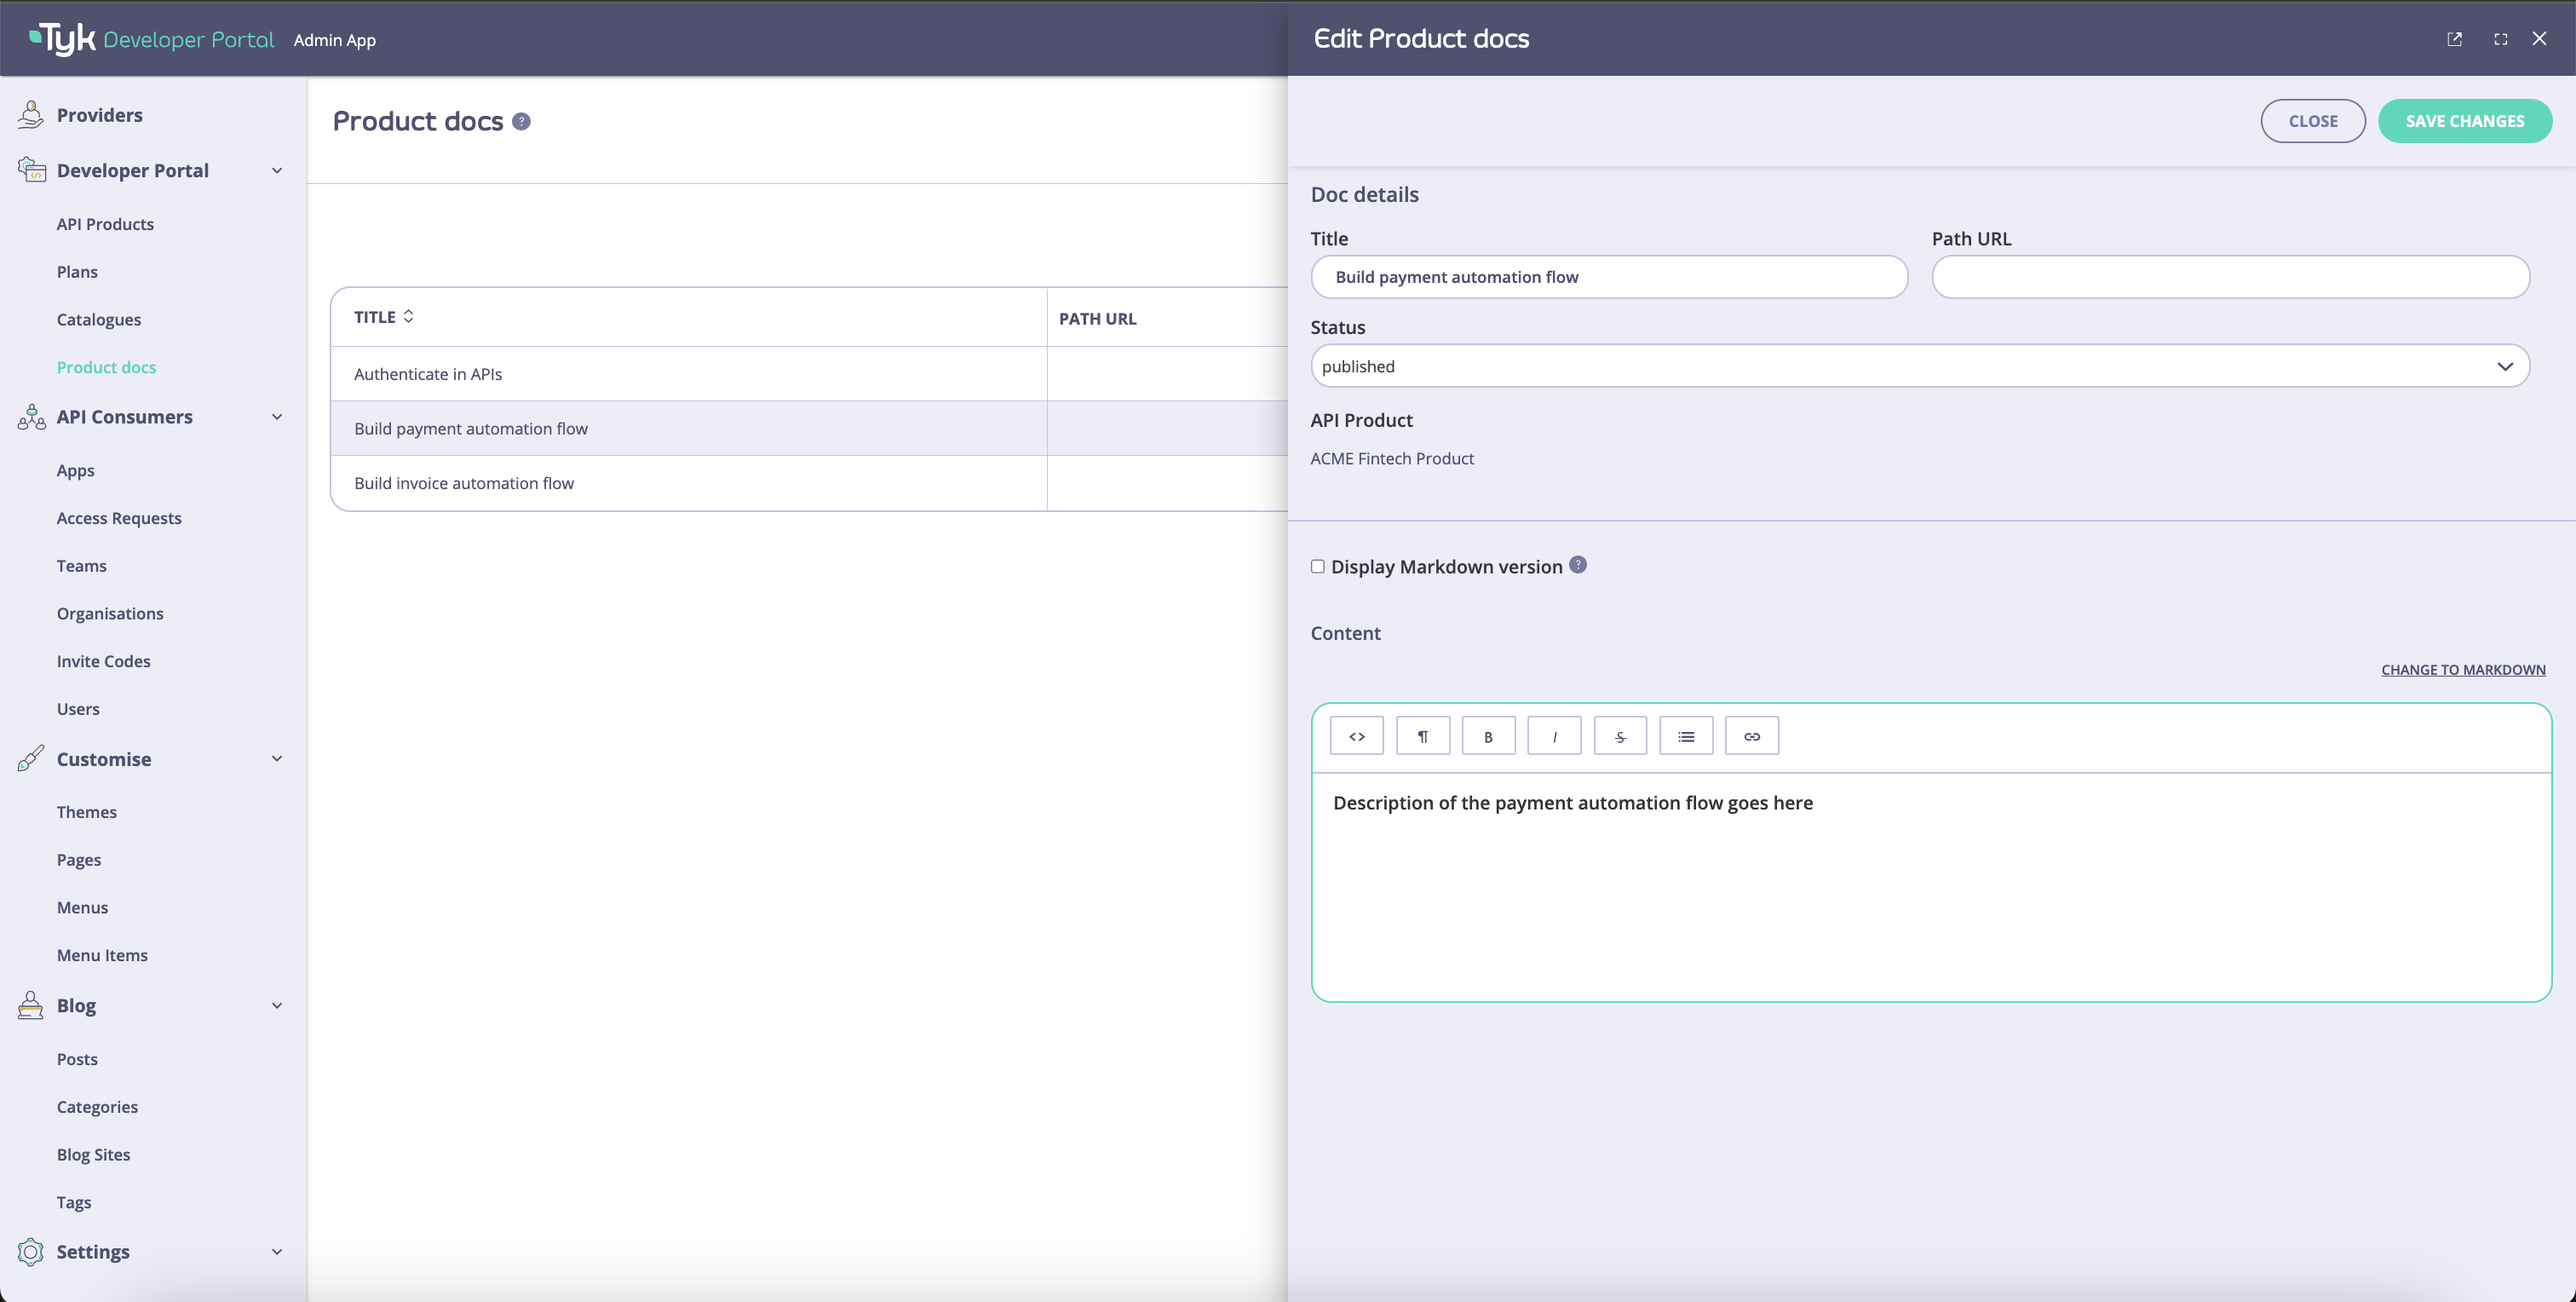 Tyk Developer Portal Admin App
Providers
Developer Portal
API Products
Plans
Catalogues
Product docs
API Consumers
Apps
Access Requests
Teams
Organisations
Invite Codes
Users
Customise
Themes
Pages
Menus
Menu Items
Blog
Posts
Categories
Blog Sites
Tags
Settings
Product docs ?
TITLE PATH URL
Authenticate in APIs
Build payment automation flow
Build invoice automation flow
Edit Product docs
CLOSE SAVE CHANGES
Doc details
Title Path URL
Build payment automation flow
Status
published
API Product
ACME Fintech Product
Display Markdown version ?
Content
CHANGE TO MARKDOWN
<> ¶ B I S
Description of the payment automation flow goes here